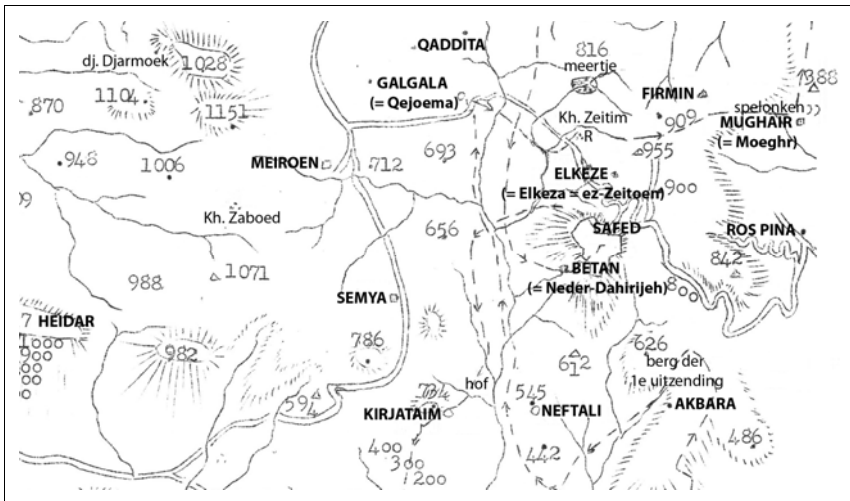 QADDITA
816
meertje
dj. Djarmoek
1028
GALGALA
(= Qejoema)
FIRMIN
1388
870
1104
1151
Kh. Zeitim
R
909
spelonken
MUGHAIR
(= Moeghr)
948
1006
MEIROEN
712
693
955
ELKEZE
(= Elkeza = ez-Zeitoem)
900
Kh. Zaboed
656
SAFED
ROS PINA
842
988
1071
BETAN
(= Neder-Dahirijeh)
800
SEMYA
HEIDAR
982
786
612
626
berg der
1e uitzending
594
hof
545
KIRJATAIM
NEFTALI
AKBARA
400
300
200
442
486